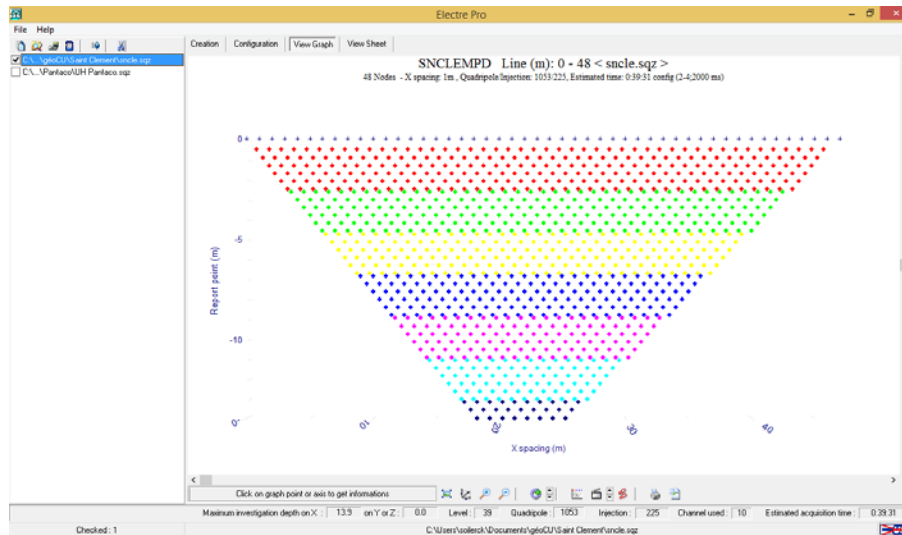 Electre Pro
File Help
C:\...\géoCU\Saint Clement\sncle.sqz
C:\...\Pantaco\UH Pantaco.sqz
Creation Configuration View Graph View Sheet
SNCLEMPD Line (m): 0 - 48 < sncle.sqz >
48 Nodes - X spacing: 1m , Quadripole/Injection: 1053/225, Estimated time: 0:39:31 config (2-4;2000 ms)
0
-5
Report point (m)
-10
0 10 20 30 40
X spacing (m)
Click on graph point or axis to get informations
Maximum investigation depth on X : 13.9 on Y or Z : 0.0 Level : 39 Quadipole : 1053 Injection : 225 Channel used : 10 Estimated acquisition time : 0:39:31
Checked : 1 C:\Users\soilerck\Documents\géoCU\Saint Clement\sncle.sqz